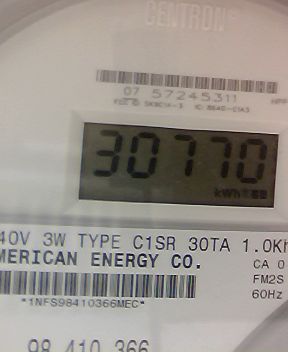 CENTRON®
07 57245311
30770
kWh
40V 3W TYPE C1SR 30TA 1.0Kh
MERICAN ENERGY CO.
CA 0
FM2S
60Hz
*1NFS98410366MEC*
98 410 366